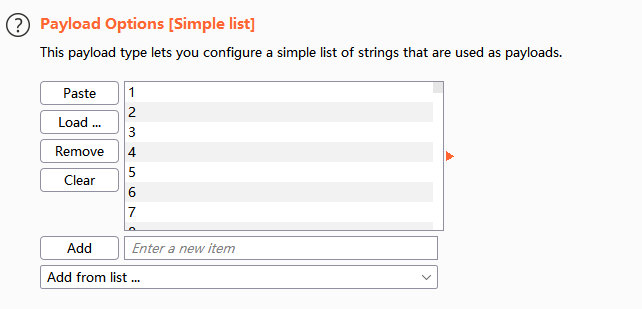 ? Payload Options [Simple list]
This payload type lets you configure a simple list of strings that are used as payloads.
Paste
Load ...
Remove
Clear
1
2
3
4
5
6
7
Add
Enter a new item
Add from list ...